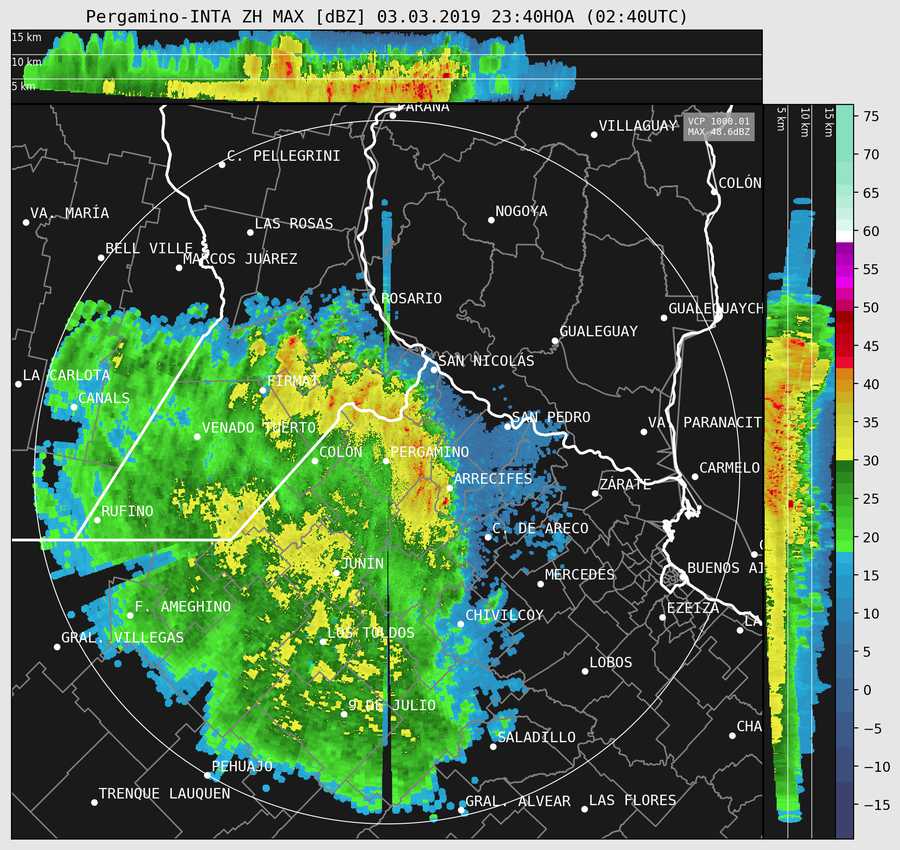 Pergamino-INTA ZH MAX [dBZ] 03.03.2019 23:40HOA (02:40UTC)
15 km
10 km
5 km
5 km
10 km
15 km
VCP 1000.01
MAX 48.6dBZ
PARANÁ
VILLAGUAY
C. PELLEGRINI
COLÓN
VA. MARÍA
LAS ROSAS
NOGOYA
BELL VILLE
MARCOS JUÁREZ
ROSARIO
GUALEGUAYCH
GUALEGUAY
SAN NICOLÁS
LA CARLOTA
FIRMAT
CANALS
SAN PEDRO
VENADO TUERTO
VA. PARANACIT
COLÓN
PERGAMINO
CARMELO
ARRECIFES
ZÁRATE
RUFINO
C. DE ARECO
JUNÍN
MERCEDES
BUENOS AI
F. AMEGHINO
CHIVILCOY
EZEIZA
LA
GRAL. VILLEGAS
LOS TOLDOS
LOBOS
9 DE JULIO
CHA
SALADILLO
PEHUAJO
TRENQUE LAUQUEN
GRAL. ALVEAR
LAS FLORES
75
70
65
60
55
50
45
40
35
30
25
20
15
10
5
0
−5
−10
−15